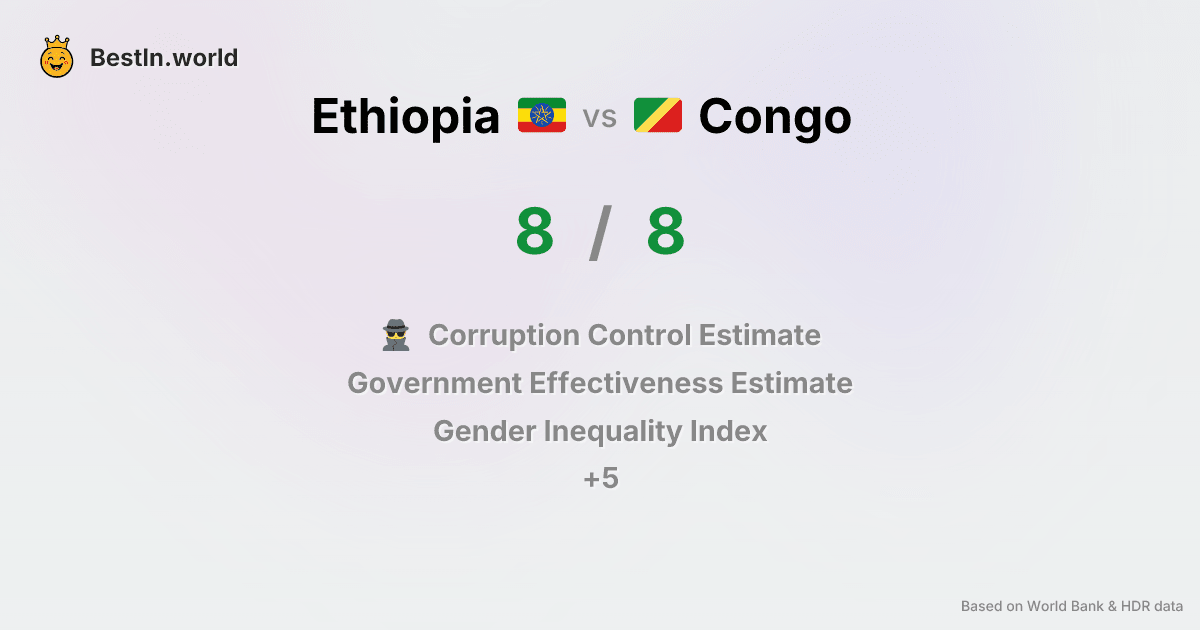 BestIn.world
Ethiopia vs Congo
8 / 8
Corruption Control Estimate
Government Effectiveness Estimate
Gender Inequality Index
+5
Based on World Bank & HDR data